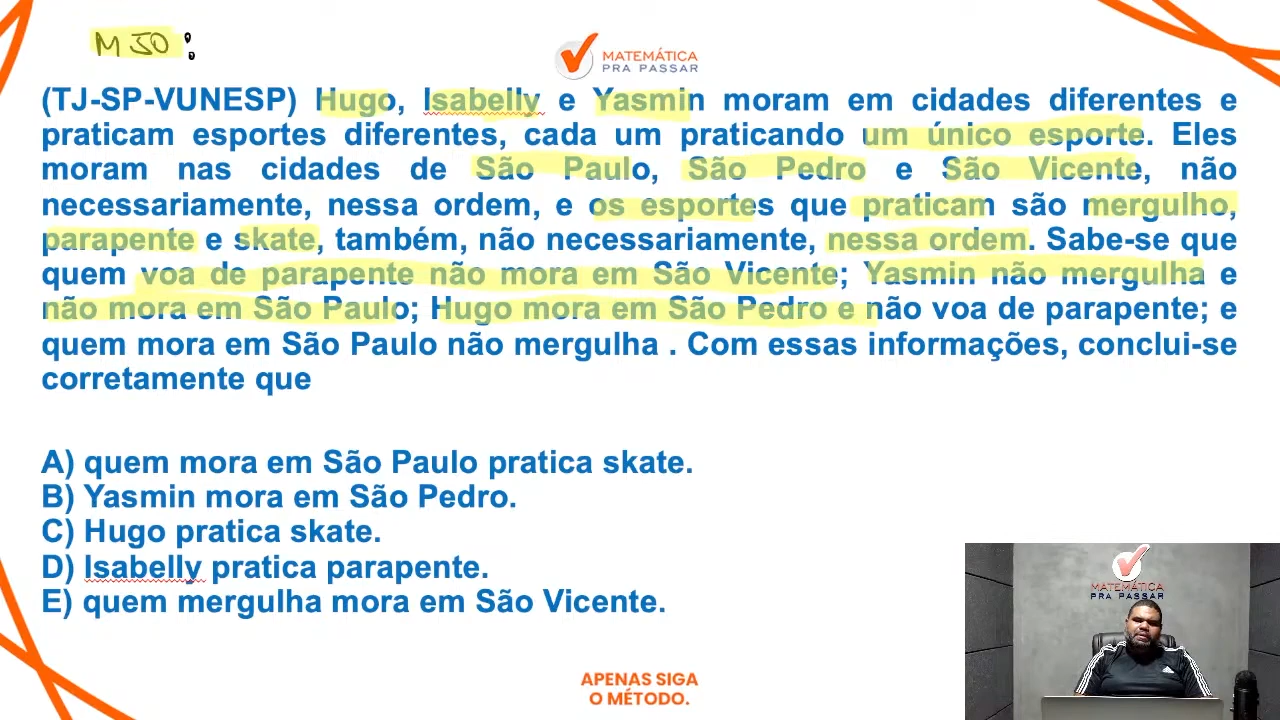 M50:
MATEMÁTICA
PRA PASSAR
(TJ-SP-VUNESP) Hugo, Isabelly e Yasmin moram em cidades diferentes e
praticam esportes diferentes, cada um praticando um único esporte. Eles
moram nas cidades de São Paulo, São Pedro e São Vicente, não
necessariamente, nessa ordem, e os esportes que praticam são mergulho,
parapente e skate, também, não necessariamente, nessa ordem. Sabe-se que
quem voa de parapente não mora em São Vicente; Yasmin não mergulha e
não mora em São Paulo; Hugo mora em São Pedro e não voa de parapente; e
quem mora em São Paulo não mergulha . Com essas informações, conclui-se
corretamente que
A) quem mora em São Paulo pratica skate.
B) Yasmin mora em São Pedro.
C) Hugo pratica skate.
D) Isabelly pratica parapente.
E) quem mergulha mora em São Vicente.
MATEMÁTICA
PRA PASSAR
APENAS SIGA
O MÉTODO.